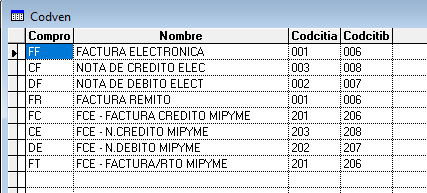 Codven
Compro Nombre Codcitia Codcitib
FF FACTURA ELECTRONICA 001 006
CF NOTA DE CREDITO ELEC 003 008
DF NOTA DE DEBITO ELECT 002 007
FR FACTURA REMITO 001 006
FC FCE - FACTURA CREDITO MIPYME 201 206
CE FCE - N.CREDITO MIPYME 203 208
DE FCE - N.DEBITO MIPYME 202 207
FT FCE - FACTURA/RTO MIPYME 201 206